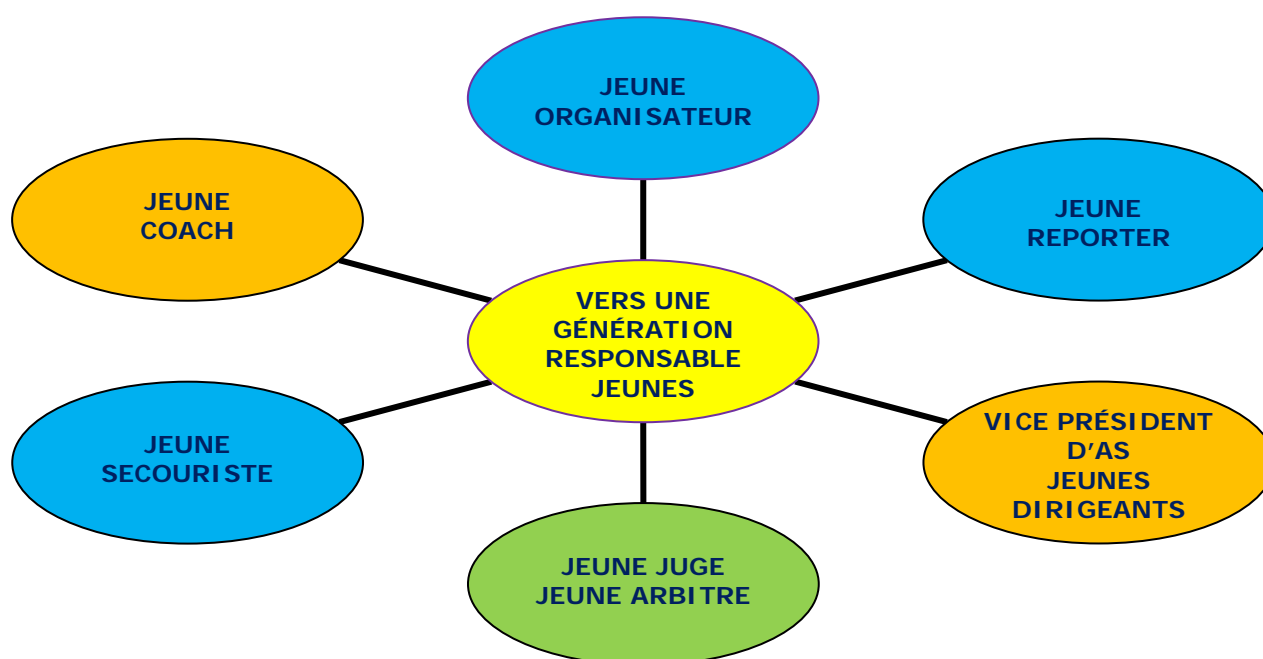 JEUNE
ORGANISATEUR
JEUNE
COACH
JEUNE
REPORTER
VERS UNE
GÉNÉRATION
RESPONSABLE
JEUNES
JEUNE
SECOURISTE
VICE PRÉSIDENT
D'AS
JEUNES
DIRIGEANTS
JEUNE JUGE
JEUNE ARBITRE